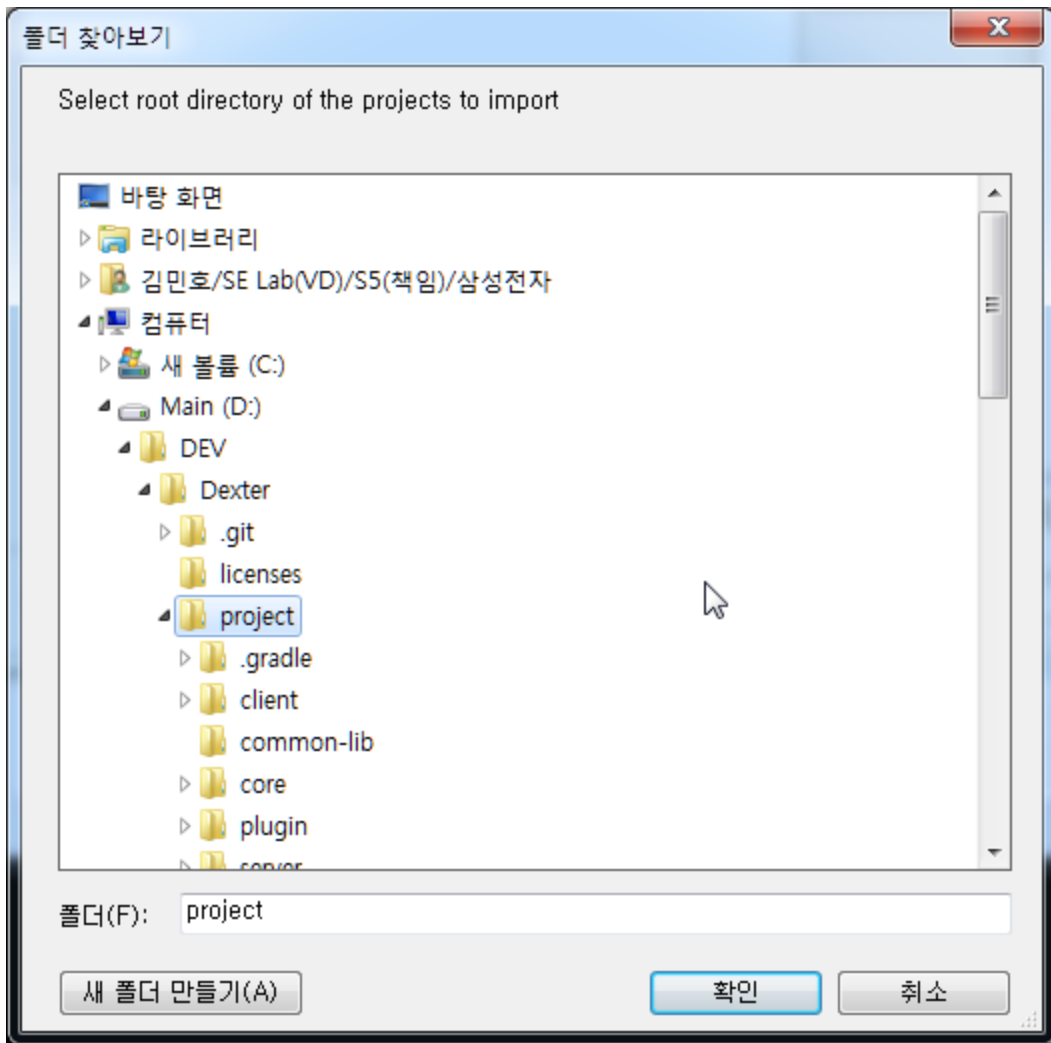 폴더 찾아보기
Select root directory of the projects to import
바탕 화면
라이브러리
김민호/SE Lab(VD)/S5(책임)/삼성전자
컴퓨터
새 볼륨 (C:)
Main (D:)
DEV
Dexter
.git
licenses
project
.gradle
client
common-lib
core
plugin
server
폴더(F): project
새 폴더 만들기(A) 확인 취소